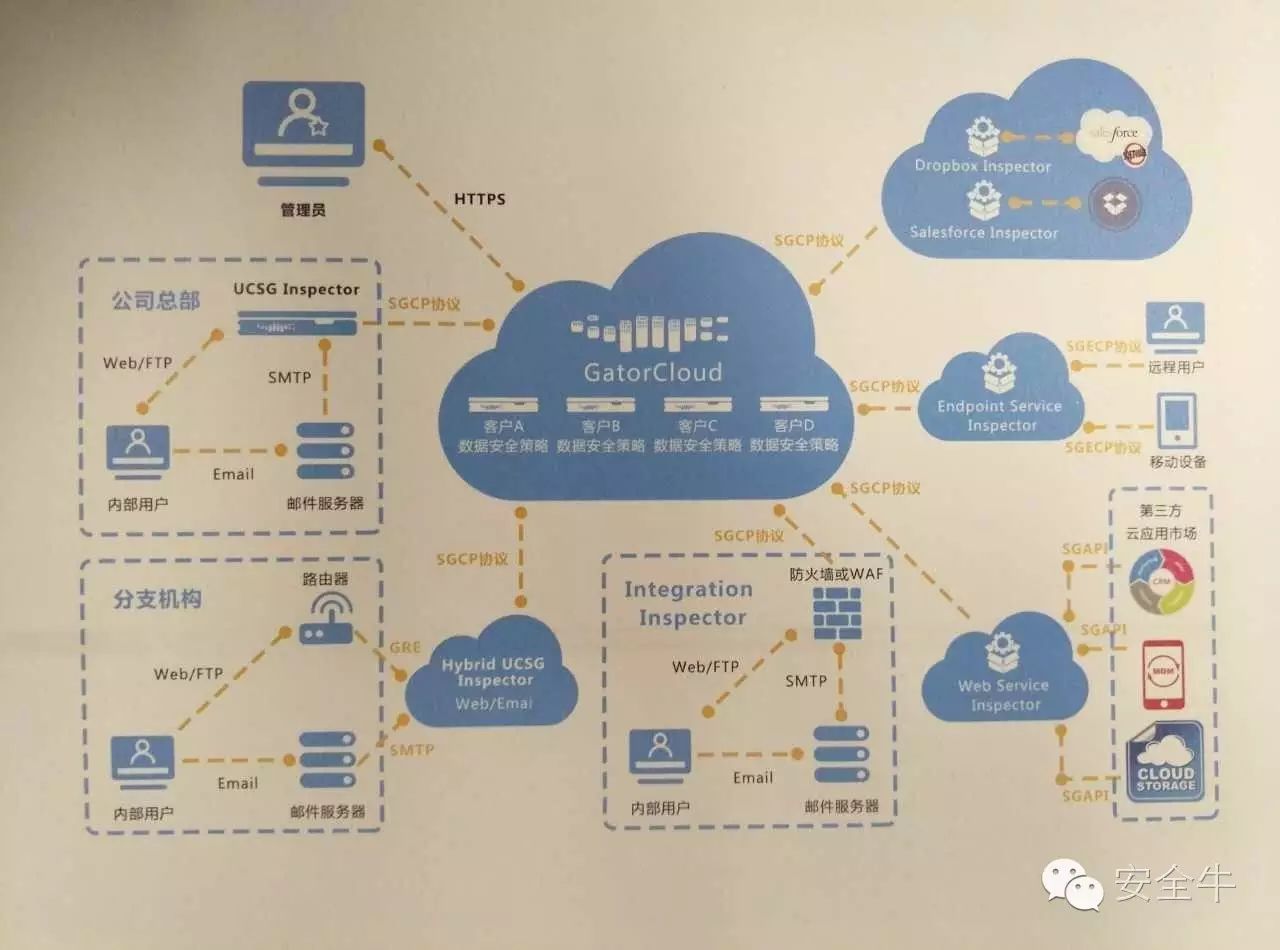 管理员
HTTPS
salesforce
Dropbox Inspector
Salesforce Inspector
SGCP协议
公司总部
UCSG Inspector
SGCP协议
Web/FTP
SMTP
Email
内部用户
邮件服务器
GatorCloud
客户A
数据安全策略
客户B
数据安全策略
客户C
数据安全策略
客户D
数据安全策略
SGCP协议
Endpoint Service
Inspector
SGECP协议
远程用户
SGECP协议
移动设备
SGCP协议
分支机构
路由器
Web/FTP
GRE
Email
SMTP
内部用户
邮件服务器
SGCP协议
Hybrid UCSG
Inspector
Web/Emai
SGCP协议
Integration
Inspector
防火墙或WAF
Web/FTP
SMTP
Email
内部用户
邮件服务器
Web Service
Inspector
第三方
云应用市场
SGAPI
CRM
SGAPI
MDM
SGAPI
CLOUD
STORAGE
安全牛